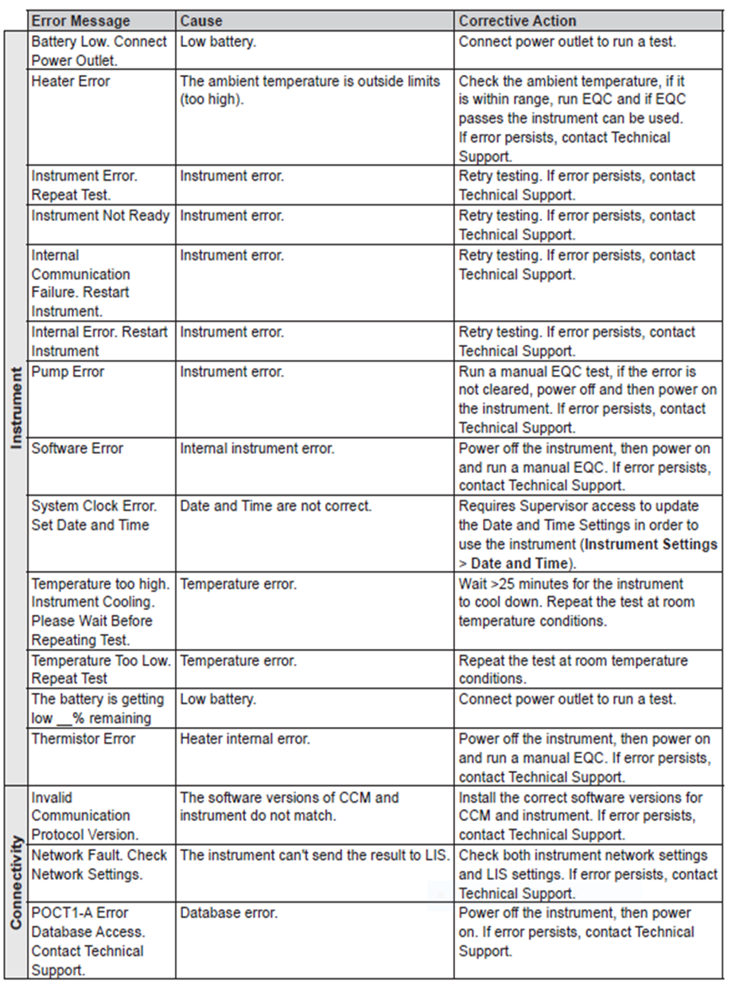 Error Message Cause Corrective Action
Instrument
Battery Low. Connect Low battery. Connect power outlet to run a test.
Power Outlet.
Heater Error The ambient temperature is outside limits Check the ambient temperature, if it
(too high). is within range, run EQC and if EQC
passes the instrument can be used.
If error persists, contact Technical
Support.
Instrument Error. Instrument error. Retry testing. If error persists, contact
Repeat Test. Technical Support.
Instrument Not Ready Instrument error. Retry testing. If error persists, contact
Technical Support.
Internal Instrument error. Retry testing. If error persists, contact
Communication Technical Support.
Failure. Restart
Instrument.
Internal Error. Restart Instrument error. Retry testing. If error persists, contact
Instrument Technical Support.
Pump Error Instrument error. Run a manual EQC test, if the error is
not cleared, power off and then power on
the instrument. If error persists, contact
Technical Support.
Software Error Internal instrument error. Power off the instrument, then power on
and run a manual EQC. If error persists,
contact Technical Support.
System Clock Error. Date and Time are not correct. Requires Supervisor access to update
Set Date and Time the Date and Time Settings in order to
use the instrument (Instrument Settings
> Date and Time).
Temperature too high. Temperature error. Wait >25 minutes for the instrument
Instrument Cooling. to cool down. Repeat the test at room
Please Wait Before temperature conditions.
Repeating Test.
Temperature Too Low. Temperature error. Repeat the test at room temperature
Repeat Test conditions.
The battery is getting Low battery. Connect power outlet to run a test.
low __% remaining
Thermistor Error Heater internal error. Power off the instrument, then power on
and run a manual EQC. If error persists,
contact Technical Support.
Connectivity
Invalid The software versions of CCM and Install the correct software versions for
Communication instrument do not match. CCM and instrument. If error persists,
Protocol Version. contact Technical Support.
Network Fault. Check The instrument can't send the result to LIS. Check both instrument network settings
Network Settings. and LIS settings. If error persists, contact
Technical Support.
POCT1-A Error Database error. Power off the instrument, then power
Database Access. on. If error persists, contact Technical
Contact Technical Support.
Support.